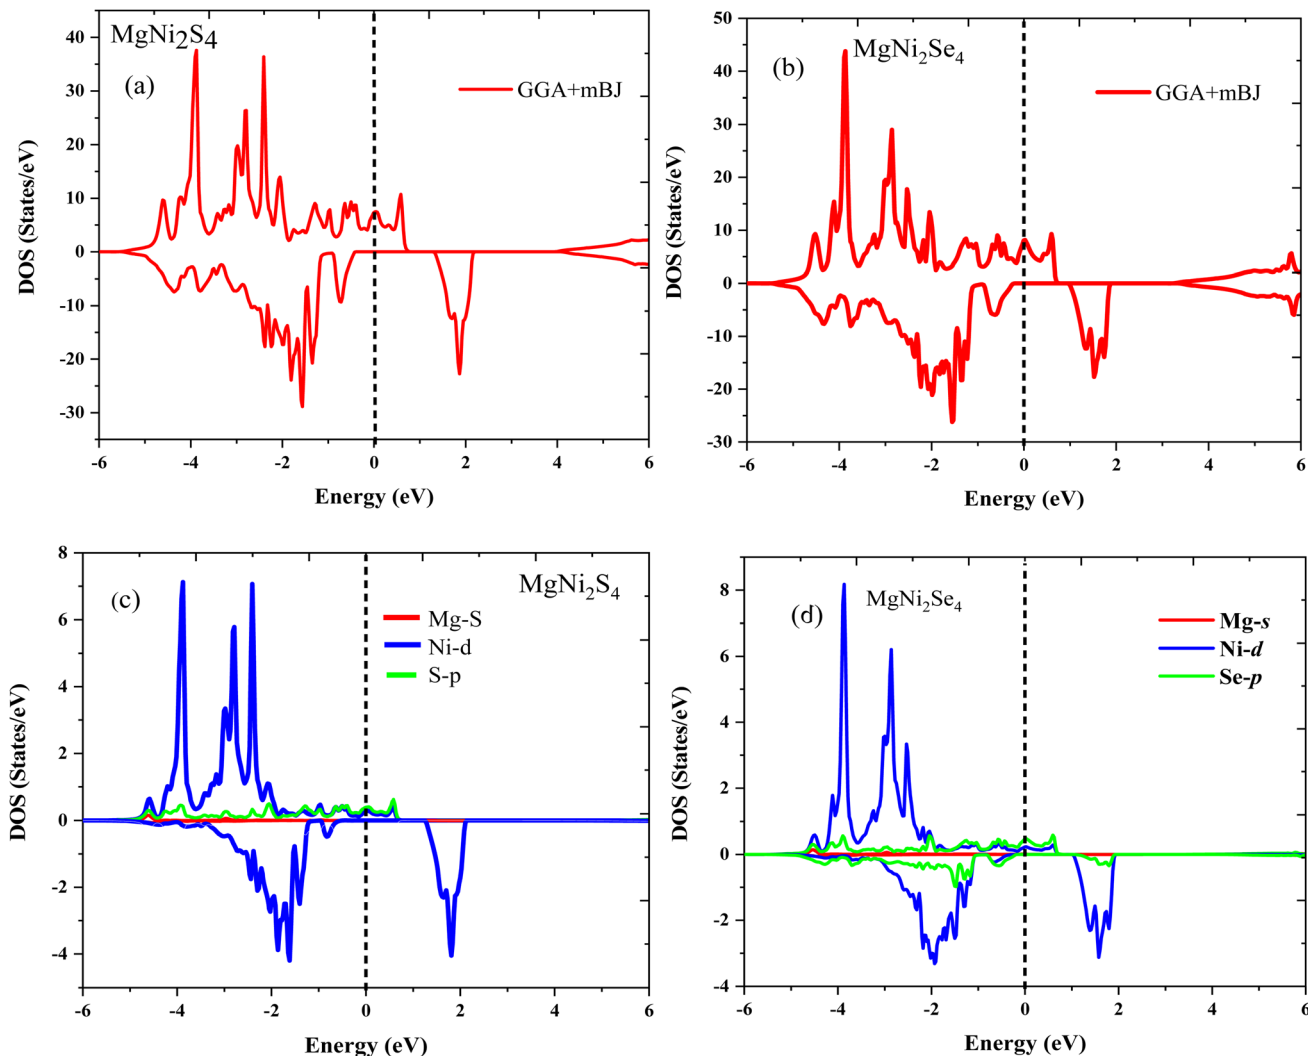 MgNi2S4
(a)
GGA+mBJ
40
30
20
10
0
-10
-20
-30
-6
-4
-2
0
2
4
6
DOS (States/eV)
Energy (eV)
MgNi2Se4
(b)
GGA+mBJ
50
40
30
20
10
0
-10
-20
-30
-6
-4
-2
0
2
4
6
DOS (States/eV)
Energy (eV)
MgNi2S4
(c)
Mg-S
Ni-d
S-p
8
6
4
2
0
-2
-4
-6
-4
-2
0
2
4
6
DOS (States/eV)
Energy (eV)
MgNi2Se4
(d)
Mg-s
Ni-d
Se-p
8
6
4
2
0
-2
-4
-6
-4
-2
0
2
4
6
DOS (States/eV)
Energy (eV)